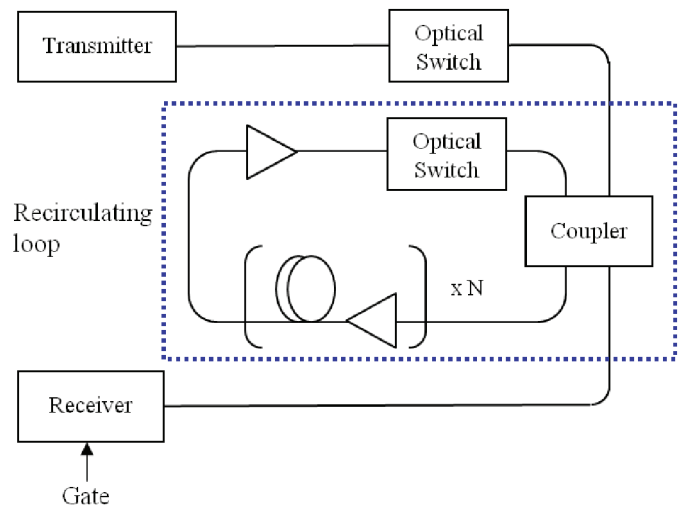 Transmitter
Optical
Switch
Optical
Switch
Recirculating
loop
Coupler
x N
Receiver
Gate